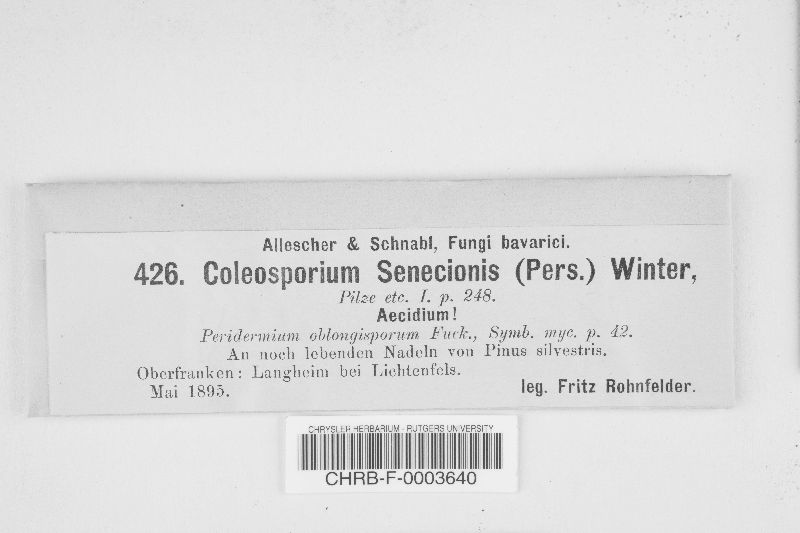 Allescher & Schnabl, Fungi bavarici.
426. Coleosporium Senecionis (Pers.) Winter,
Pilze etc. I. p. 248.
Aecidium!
Peridermium oblongisporum Fuck., Symb. myc. p. 42.
An noch lebenden Nadeln von Pinus silvestris.
Oberfranken: Langheim bei Lichtenfels.
Mai 1895. leg. Fritz Rohnfelder.
CHRYSLER HERBARIUM - RUTGERS UNIVERSITY
CHRB-F-0003640